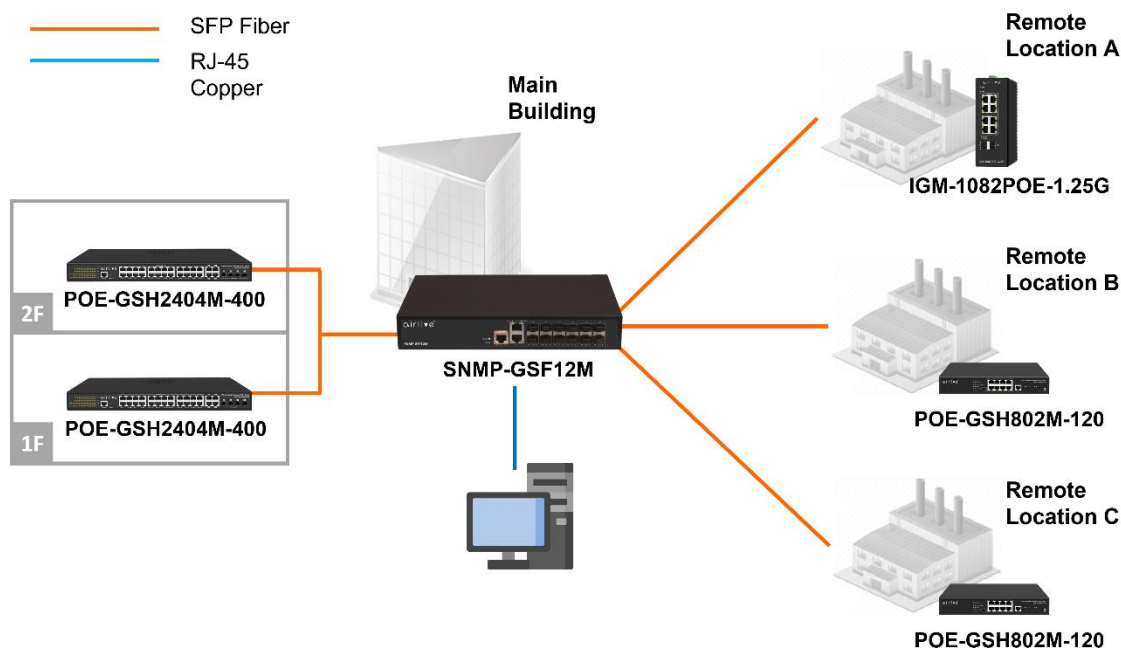 SFP Fiber
RJ-45
Copper
Main
Building
Remote
Location A
IGM-1082POE-1.25G
POE-GSH2404M-400
2F
Remote
Location B
airlive
SNMP-GSF12M
POE-GSH802M-120
POE-GSH2404M-400
1F
Remote
Location C
POE-GSH802M-120